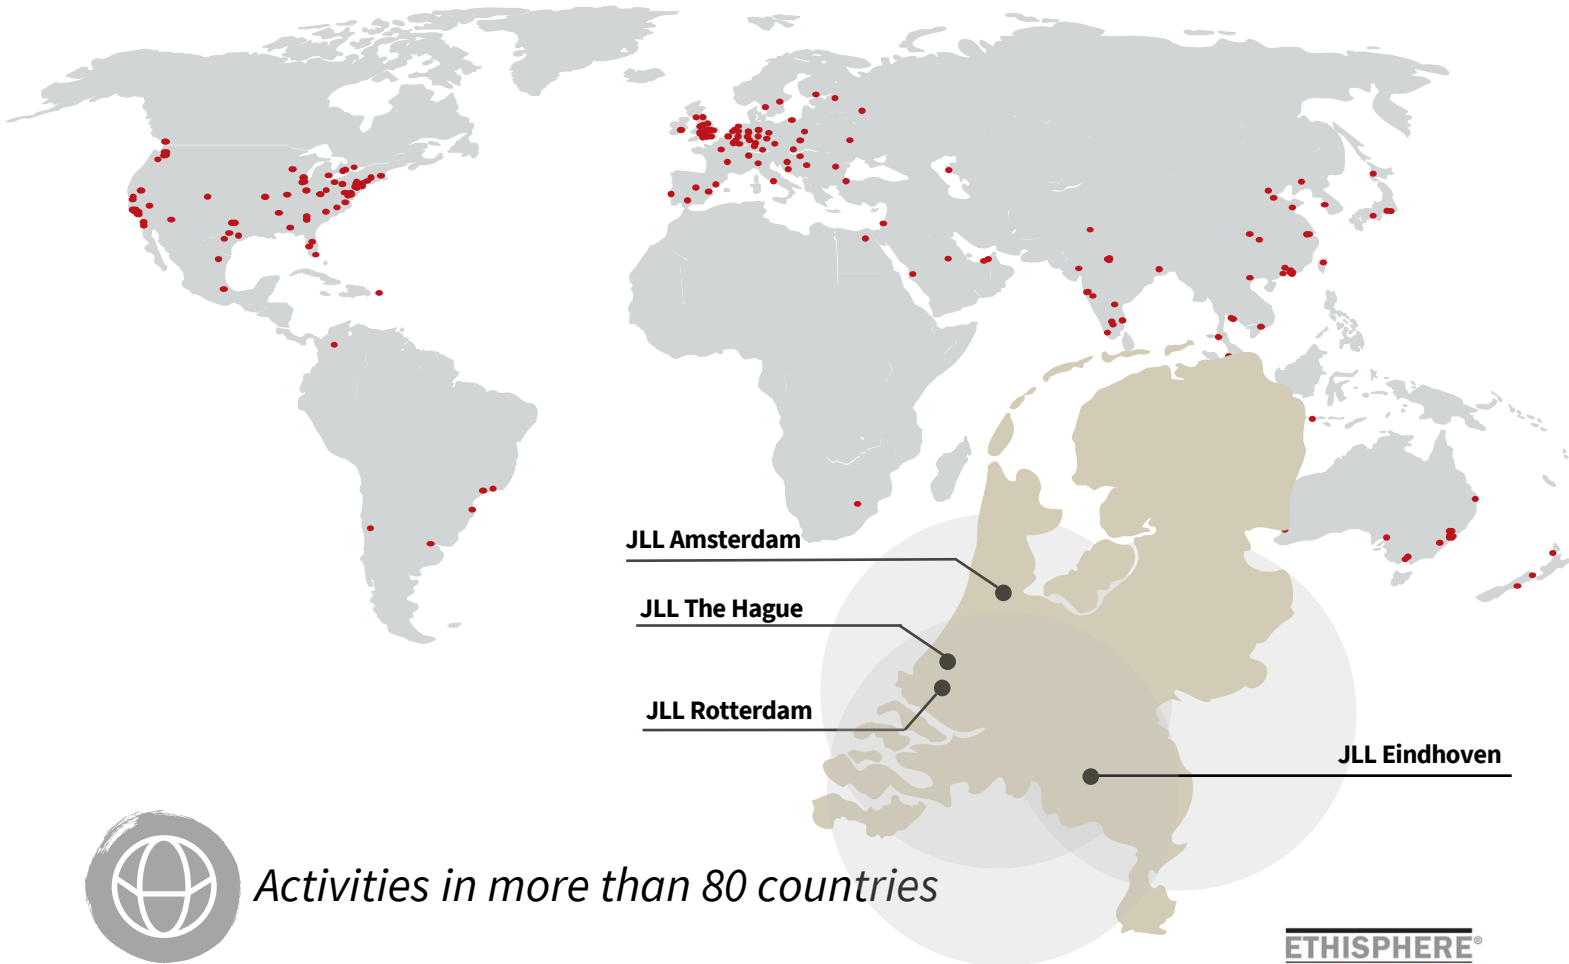 JLL Amsterdam
JLL The Hague
JLL Rotterdam
JLL Eindhoven
Activities in more than 80 countries
ETHISPHERE®